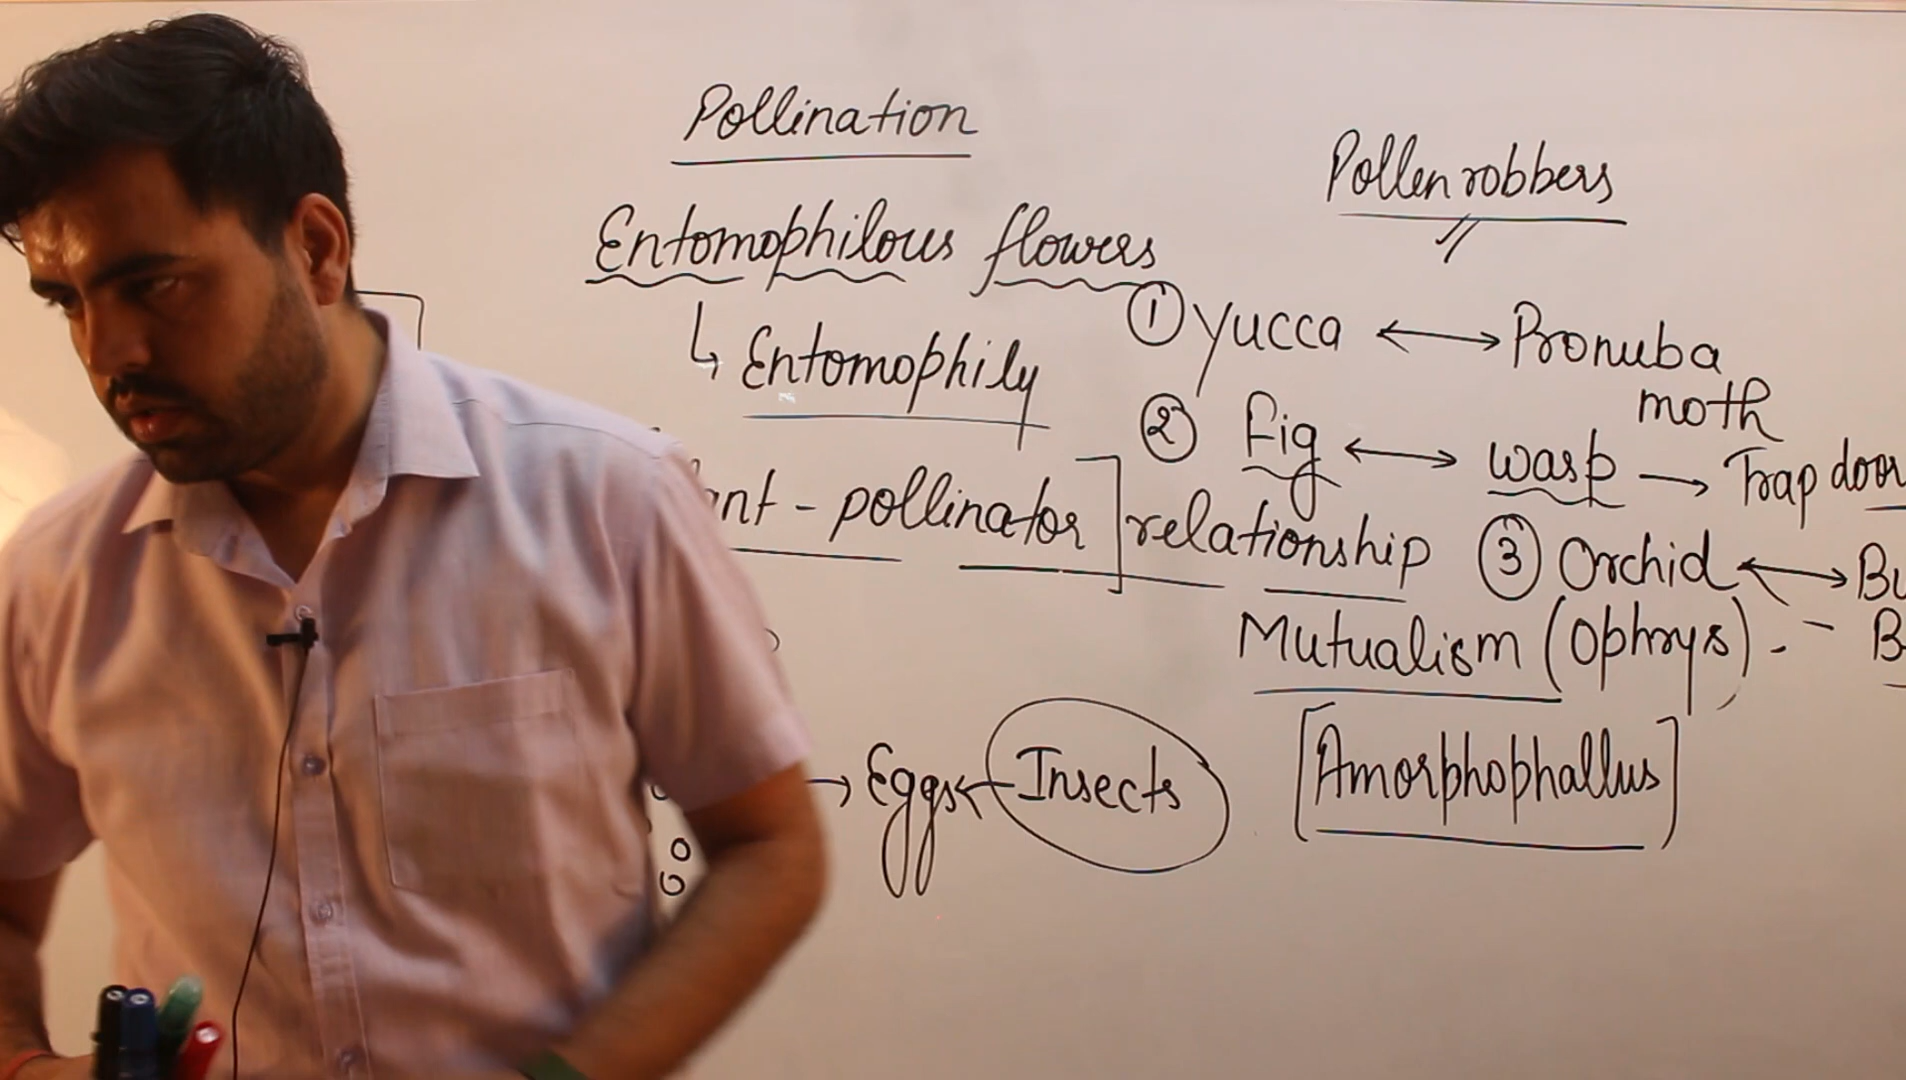 Pollination
Entomophilous flowers
↳ Entomophily
- pollinator] relationship
→ Eggs ← Insects
Pollen robbers
① Yucca ↔ Pronuba
moth
② Fig ↔ wasp → Trap door
③ Orchid ↔
Mutualism (Ophrys) - -
[Amorphophallus]